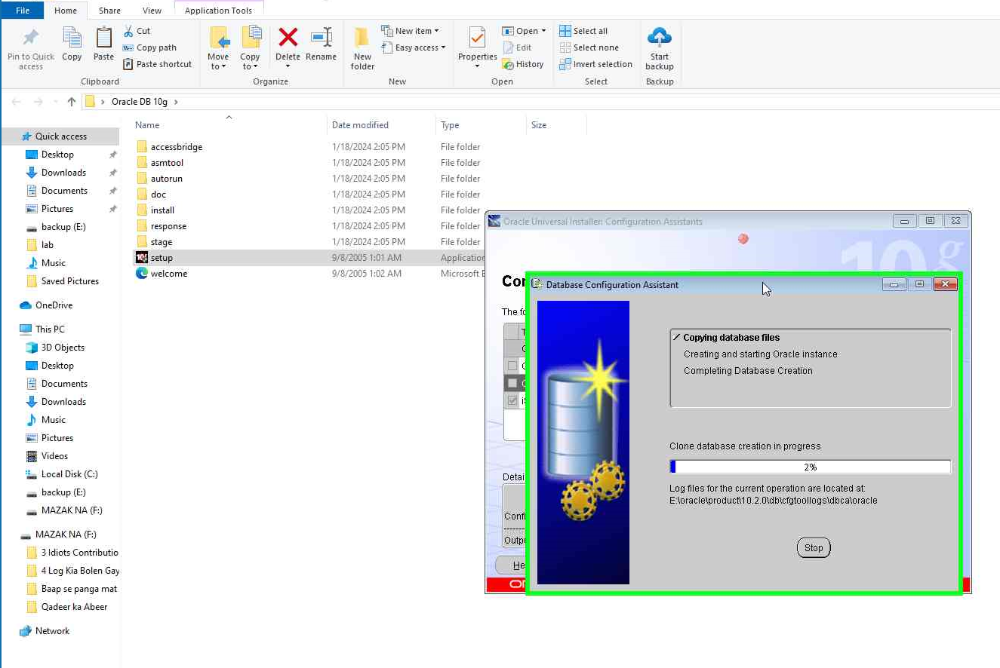 File Home Share View Application Tools
Pin to Quick access
Copy
Paste
Cut
Copy path
Paste shortcut
Clipboard
Move to
Copy to
Delete
Rename
Organize
New folder
New item
Easy access
New
Properties
Open
Edit
History
Open
Select all
Select none
Invert selection
Select
Start backup
Backup
Oracle DB 10g
Name Date modified Type Size
accessbridge 1/18/2024 2:05 PM File folder
asmtool 1/18/2024 2:05 PM File folder
autorun 1/18/2024 2:05 PM File folder
doc 1/18/2024 2:05 PM File folder
install 1/18/2024 2:05 PM File folder
response 1/18/2024 2:05 PM File folder
stage 1/18/2024 2:05 PM File folder
setup 9/8/2005 1:01 AM Application
welcome 9/8/2005 1:02 AM Microsoft E
Quick access
Desktop
Downloads
Documents
Pictures
backup (E:)
lab
Music
Saved Pictures
OneDrive
This PC
3D Objects
Desktop
Documents
Downloads
Music
Pictures
Videos
Local Disk (C:)
backup (E:)
MAZAK NA (F:)
MAZAK NA (F:)
3 Idiots Contributio
4 Log Kia Bolen Gay
Baap se panga mat
Qadeer ka Abeer
Network
Oracle Universal Installer: Configuration Assistants
10g
Database Configuration Assistant
Copying database files
Creating and starting Oracle instance
Completing Database Creation
Clone database creation in progress
2%
Log files for the current operation are located at:
E:\oracle\product\10.2.0\db\cfgtoollogs\dbca\oracle
Stop